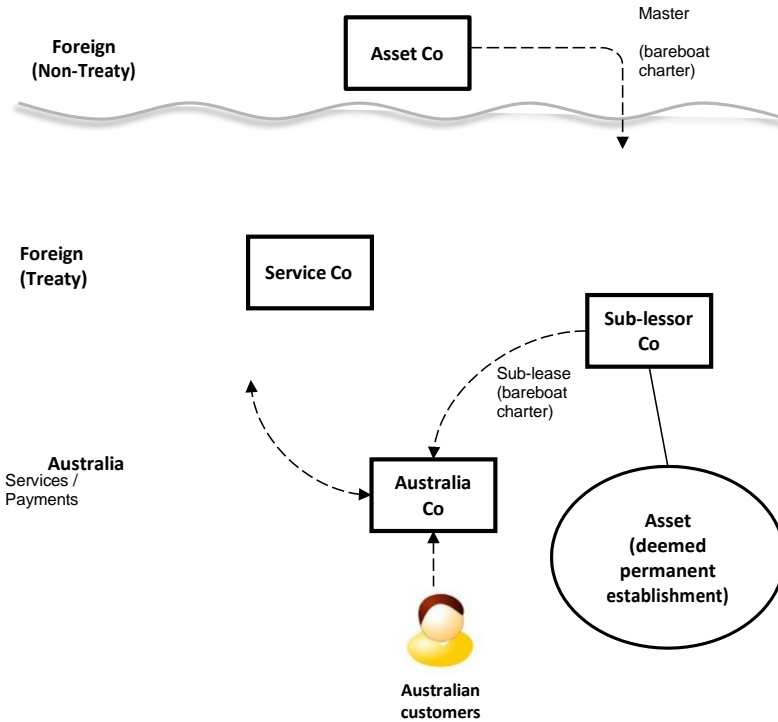 Master
(bareboat
charter)
Foreign
(Non-Treaty)
Asset Co
Foreign
(Treaty)
Service Co
Sub-lessor
Co
Sub-lease
(bareboat
charter)
Australia
Services /
Payments
Australia
Co
Asset
(deemed
permanent
establishment)
Australian
customers